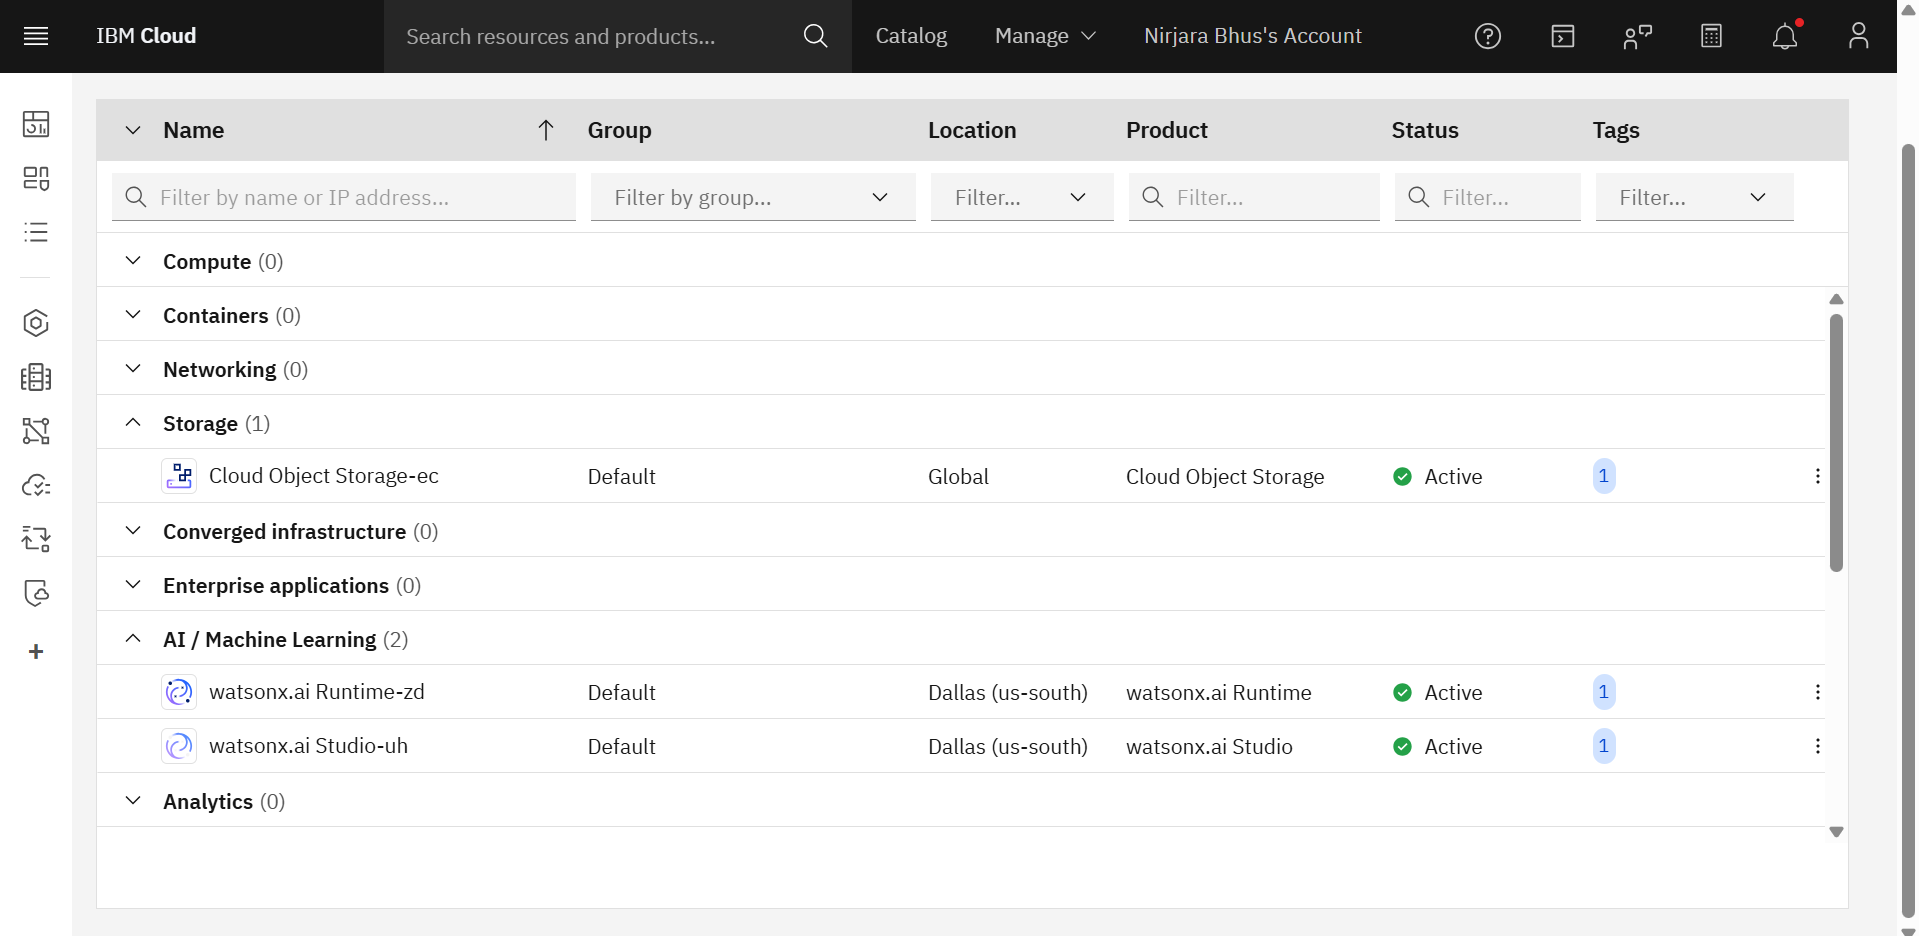 IBM Cloud
Search resources and products...
Catalog
Manage
Nirjara Bhus's Account
Name
Group
Location
Product
Status
Tags
Filter by name or IP address...
Filter by group...
Filter...
Filter...
Filter...
Filter...
Compute (0)
Containers (0)
Networking (0)
Storage (1)
Cloud Object Storage-ec Default Global Cloud Object Storage Active 1
Converged infrastructure (0)
Enterprise applications (0)
AI / Machine Learning (2)
watsonx.ai Runtime-zd Default Dallas (us-south) watsonx.ai Runtime Active 1
watsonx.ai Studio-uh Default Dallas (us-south) watsonx.ai Studio Active 1
Analytics (0)